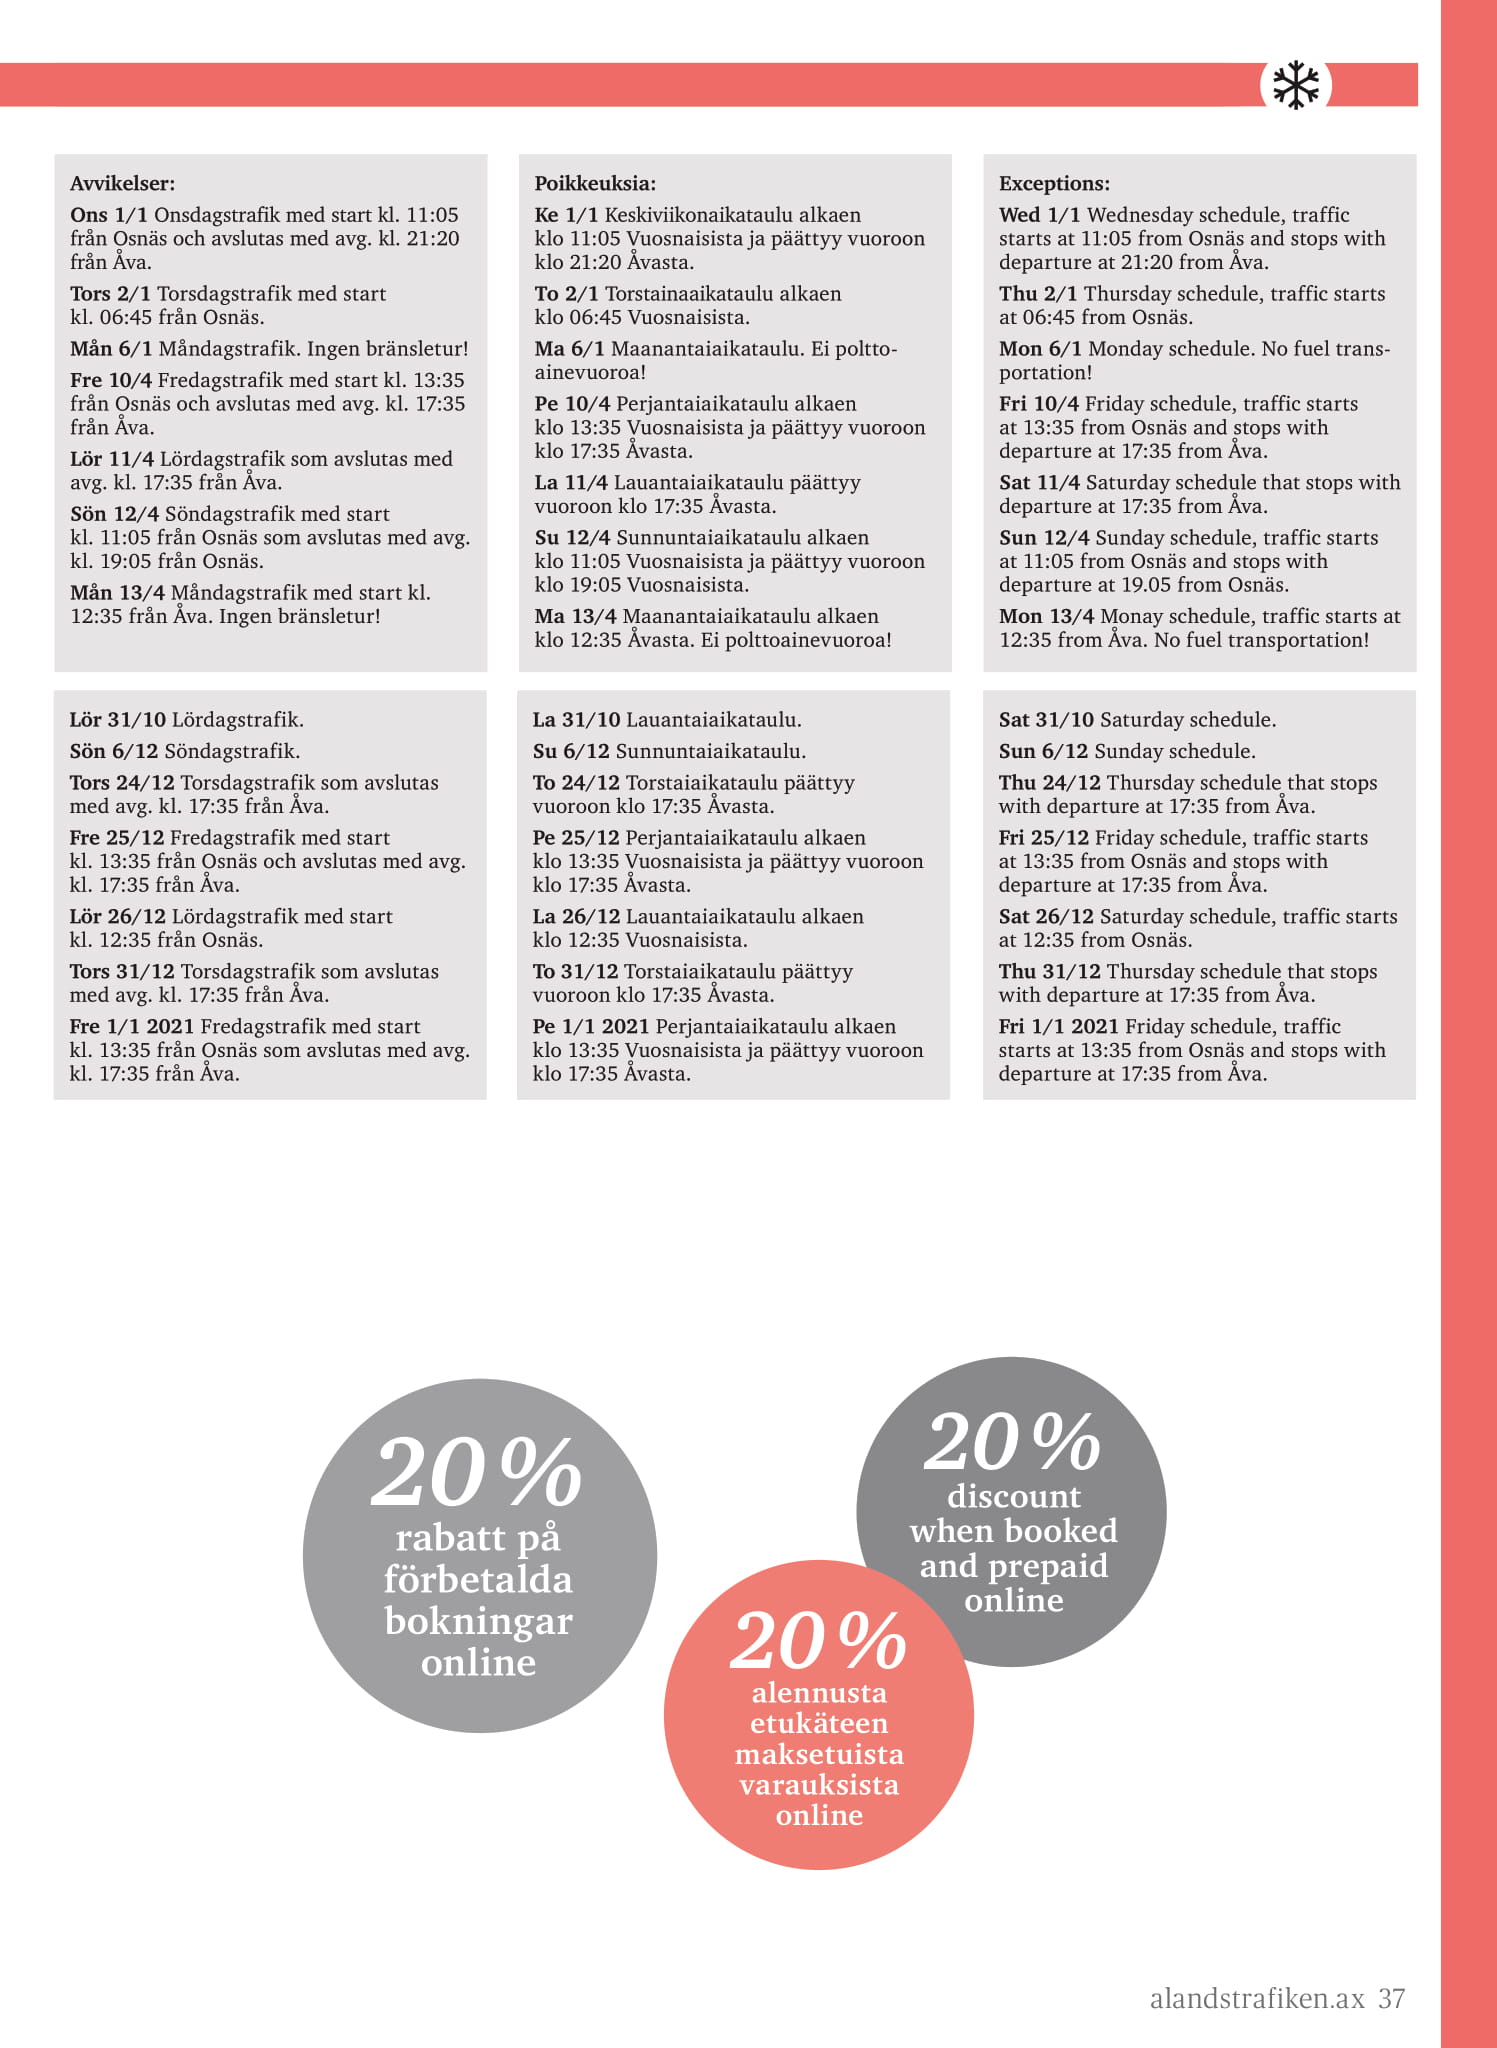 Avvikelser:
Ons 1/1 Onsdagstrafik med start kl. 11:05
från Osnäs och avslutas med avg. kl. 21:20
från Åva.
Tors 2/1 Torsdagstrafik med start
kl. 06:45 från Osnäs.
Mån 6/1 Måndagstrafik. Ingen bränsletur!
Fre 10/4 Fredagstrafik med start kl. 13:35
från Osnäs och avslutas med avg. kl. 17:35
från Åva.
Lör 11/4 Lördagstrafik som avslutas med
avg. kl. 17:35 från Åva.
Sön 12/4 Söndagstrafik med start
kl. 11:05 från Osnäs som avslutas med avg.
kl. 19:05 från Osnäs.
Mån 13/4 Måndagstrafik med start kl.
12:35 från Åva. Ingen bränsletur!
Poikkeuksia:
Ke 1/1 Keskiviikonaikataulu alkaen
klo 11:05 Vuosnaisista ja päättyy vuoroon
klo 21:20 Åvasta.
To 2/1 Torstainaaikataulu alkaen
klo 06:45 Vuosnaisista.
Ma 6/1 Maanantaiaikataulu. Ei poltto-
ainevuoroa!
Pe 10/4 Perjantaiaikataulu alkaen
klo 13:35 Vuosnaisista ja päättyy vuoroon
klo 17:35 Åvasta.
La 11/4 Lauantaiaikataulu päättyy
vuoroon klo 17:35 Åvasta.
Su 12/4 Sunnuntaiaikataulu alkaen
klo 11:05 Vuosnaisista ja päättyy vuoroon
klo 19:05 Vuosnaisista.
Ma 13/4 Maanantaiaikataulu alkaen
klo 12:35 Åvasta. Ei polttoainevuoroa!
Exceptions:
Wed 1/1 Wednesday schedule, traffic
starts at 11:05 from Osnäs and stops with
departure at 21:20 from Åva.
Thu 2/1 Thursday schedule, traffic starts
at 06:45 from Osnäs.
Mon 6/1 Monday schedule. No fuel trans-
portation!
Fri 10/4 Friday schedule, traffic starts
at 13:35 from Osnäs and stops with
departure at 17:35 from Åva.
Sat 11/4 Saturday schedule that stops with
departure at 17:35 from Åva.
Sun 12/4 Sunday schedule, traffic starts
at 11:05 from Osnäs and stops with
departure at 19.05 from Osnäs.
Mon 13/4 Monay schedule, traffic starts at
12:35 from Åva. No fuel transportation!
Lör 31/10 Lördagstrafik.
Sön 6/12 Söndagstrafik.
Tors 24/12 Torsdagstrafik som avslutas
med avg. kl. 17:35 från Åva.
Fre 25/12 Fredagstrafik med start
kl. 13:35 från Osnäs och avslutas med avg.
kl. 17:35 från Åva.
Lör 26/12 Lördagstrafik med start
kl. 12:35 från Osnäs.
Tors 31/12 Torsdagstrafik som avslutas
med avg. kl. 17:35 från Åva.
Fre 1/1 2021 Fredagstrafik med start
kl. 13:35 från Osnäs som avslutas med avg.
kl. 17:35 från Åva.
La 31/10 Lauantaiaikataulu.
Su 6/12 Sunnuntaiaikataulu.
To 24/12 Torstaiaikataulu päättyy
vuoroon klo 17:35 Åvasta.
Pe 25/12 Perjantaiaikataulu alkaen
klo 13:35 Vuosnaisista ja päättyy vuoroon
klo 17:35 Åvasta.
La 26/12 Lauantaiaikataulu alkaen
klo 12:35 Vuosnaisista.
To 31/12 Torstaiaikataulu päättyy
vuoroon klo 17:35 Åvasta.
Pe 1/1 2021 Perjantaiaikataulu alkaen
klo 13:35 Vuosnaisista ja päättyy vuoroon
klo 17:35 Åvasta.
Sat 31/10 Saturday schedule.
Sun 6/12 Sunday schedule.
Thu 24/12 Thursday schedule that stops
with departure at 17:35 from Åva.
Fri 25/12 Friday schedule, traffic starts
at 13:35 from Osnäs and stops with
departure at 17:35 from Åva.
Sat 26/12 Saturday schedule, traffic starts
at 12:35 from Osnäs.
Thu 31/12 Thursday schedule that stops
with departure at 17:35 from Åva.
Fri 1/1 2021 Friday schedule, traffic
starts at 13:35 from Osnäs and stops with
departure at 17:35 from Åva.
20 %
rabatt på
förbetalda
bokningar
online
20 %
discount
when booked
and prepaid
online
20 %
alennusta
etukäteen
maksetuista
varauksista
online
alandstrafiken.ax 37